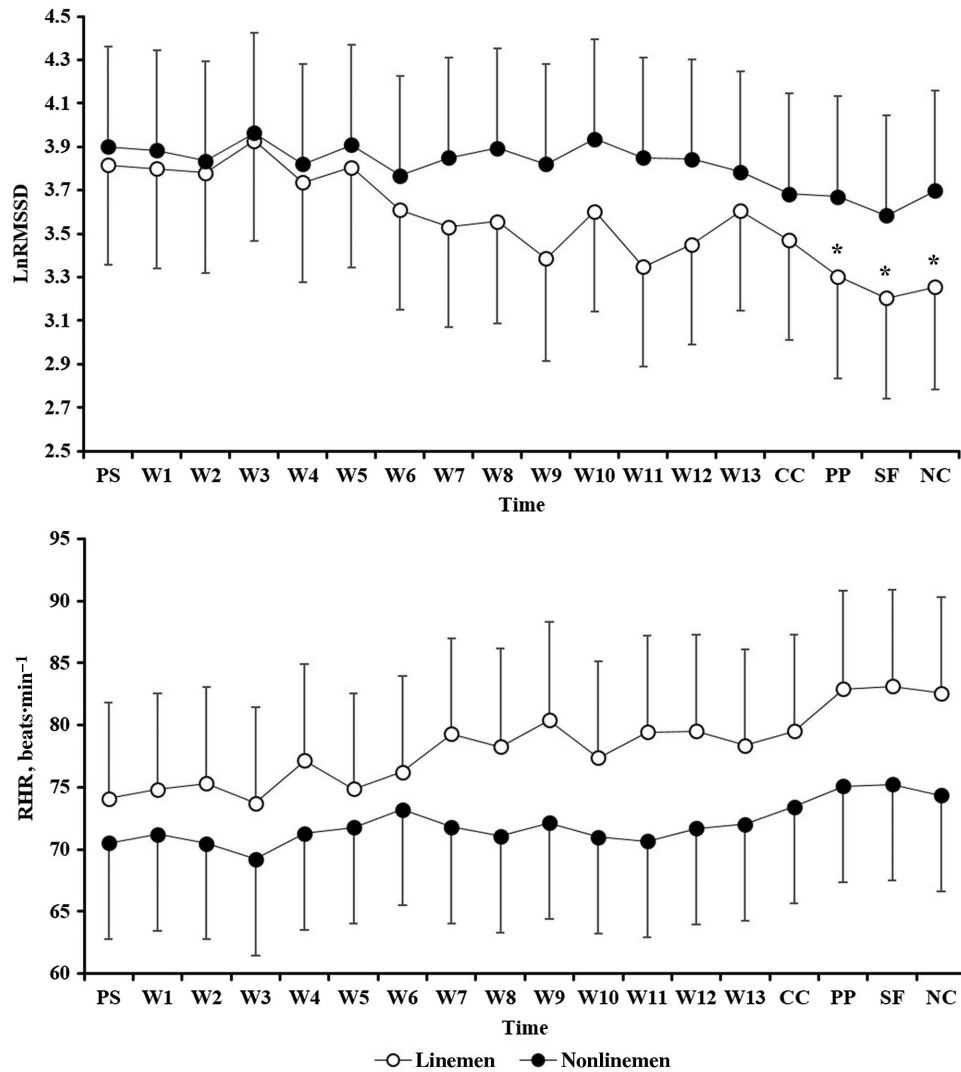 4.5
4.3
4.1
3.9
3.7
3.5
3.3
3.1
2.9
2.7
2.5
LnRMSSD
* * *
PS W1 W2 W3 W4 W5 W6 W7 W8 W9 W10 W11 W12 W13 CC PP SF NC
Time
95
90
85
80
75
70
65
60
RHR, beats·min⁻¹
PS W1 W2 W3 W4 W5 W6 W7 W8 W9 W10 W11 W12 W13 CC PP SF NC
Time
Linemen Nonlinemen